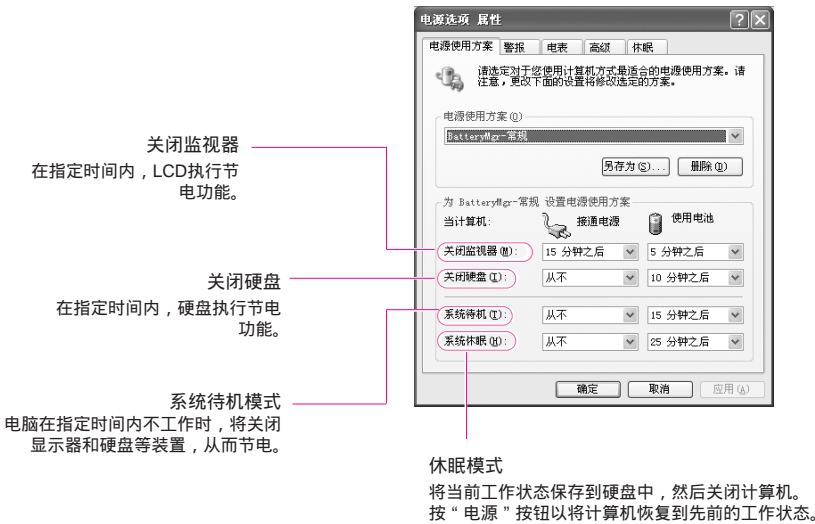 电源选项 属性
电源使用方案 警报 电表 高级 休眠
请选定对于您使用计算机方式最适合的电源使用方案。请
注意，更改下面的设置将修改选定的方案。
电源使用方案(O)
BatteryMgr-常规
另存为(S)... 删除(D)
为 BatteryMgr-常规 设置电源使用方案
当计算机: 接通电源 使用电池
关闭监视器(M): 15 分钟之后 5 分钟之后
关闭硬盘(I): 从不 10 分钟之后
系统待机(T): 从不 15 分钟之后
系统休眠(H): 从不 25 分钟之后
确定 取消 应用(A)
关闭监视器
在指定时间内，LCD执行节
电功能。
关闭硬盘
在指定时间内，硬盘执行节电
功能。
系统待机模式
电脑在指定时间内不工作时，将关闭
显示器和硬盘等装置，从而节电。
休眠模式
将当前工作状态保存到硬盘中，然后关闭计算机。
按“电源”按钮以将计算机恢复到先前的工作状态。